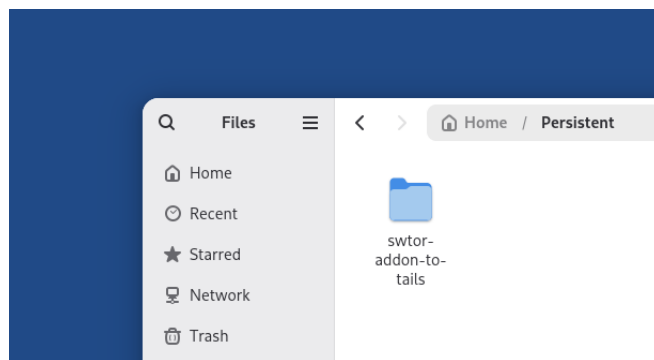 Files
Home / Persistent
Home
Recent
Starred
Network
Trash
swtor-
addon-to-
tails